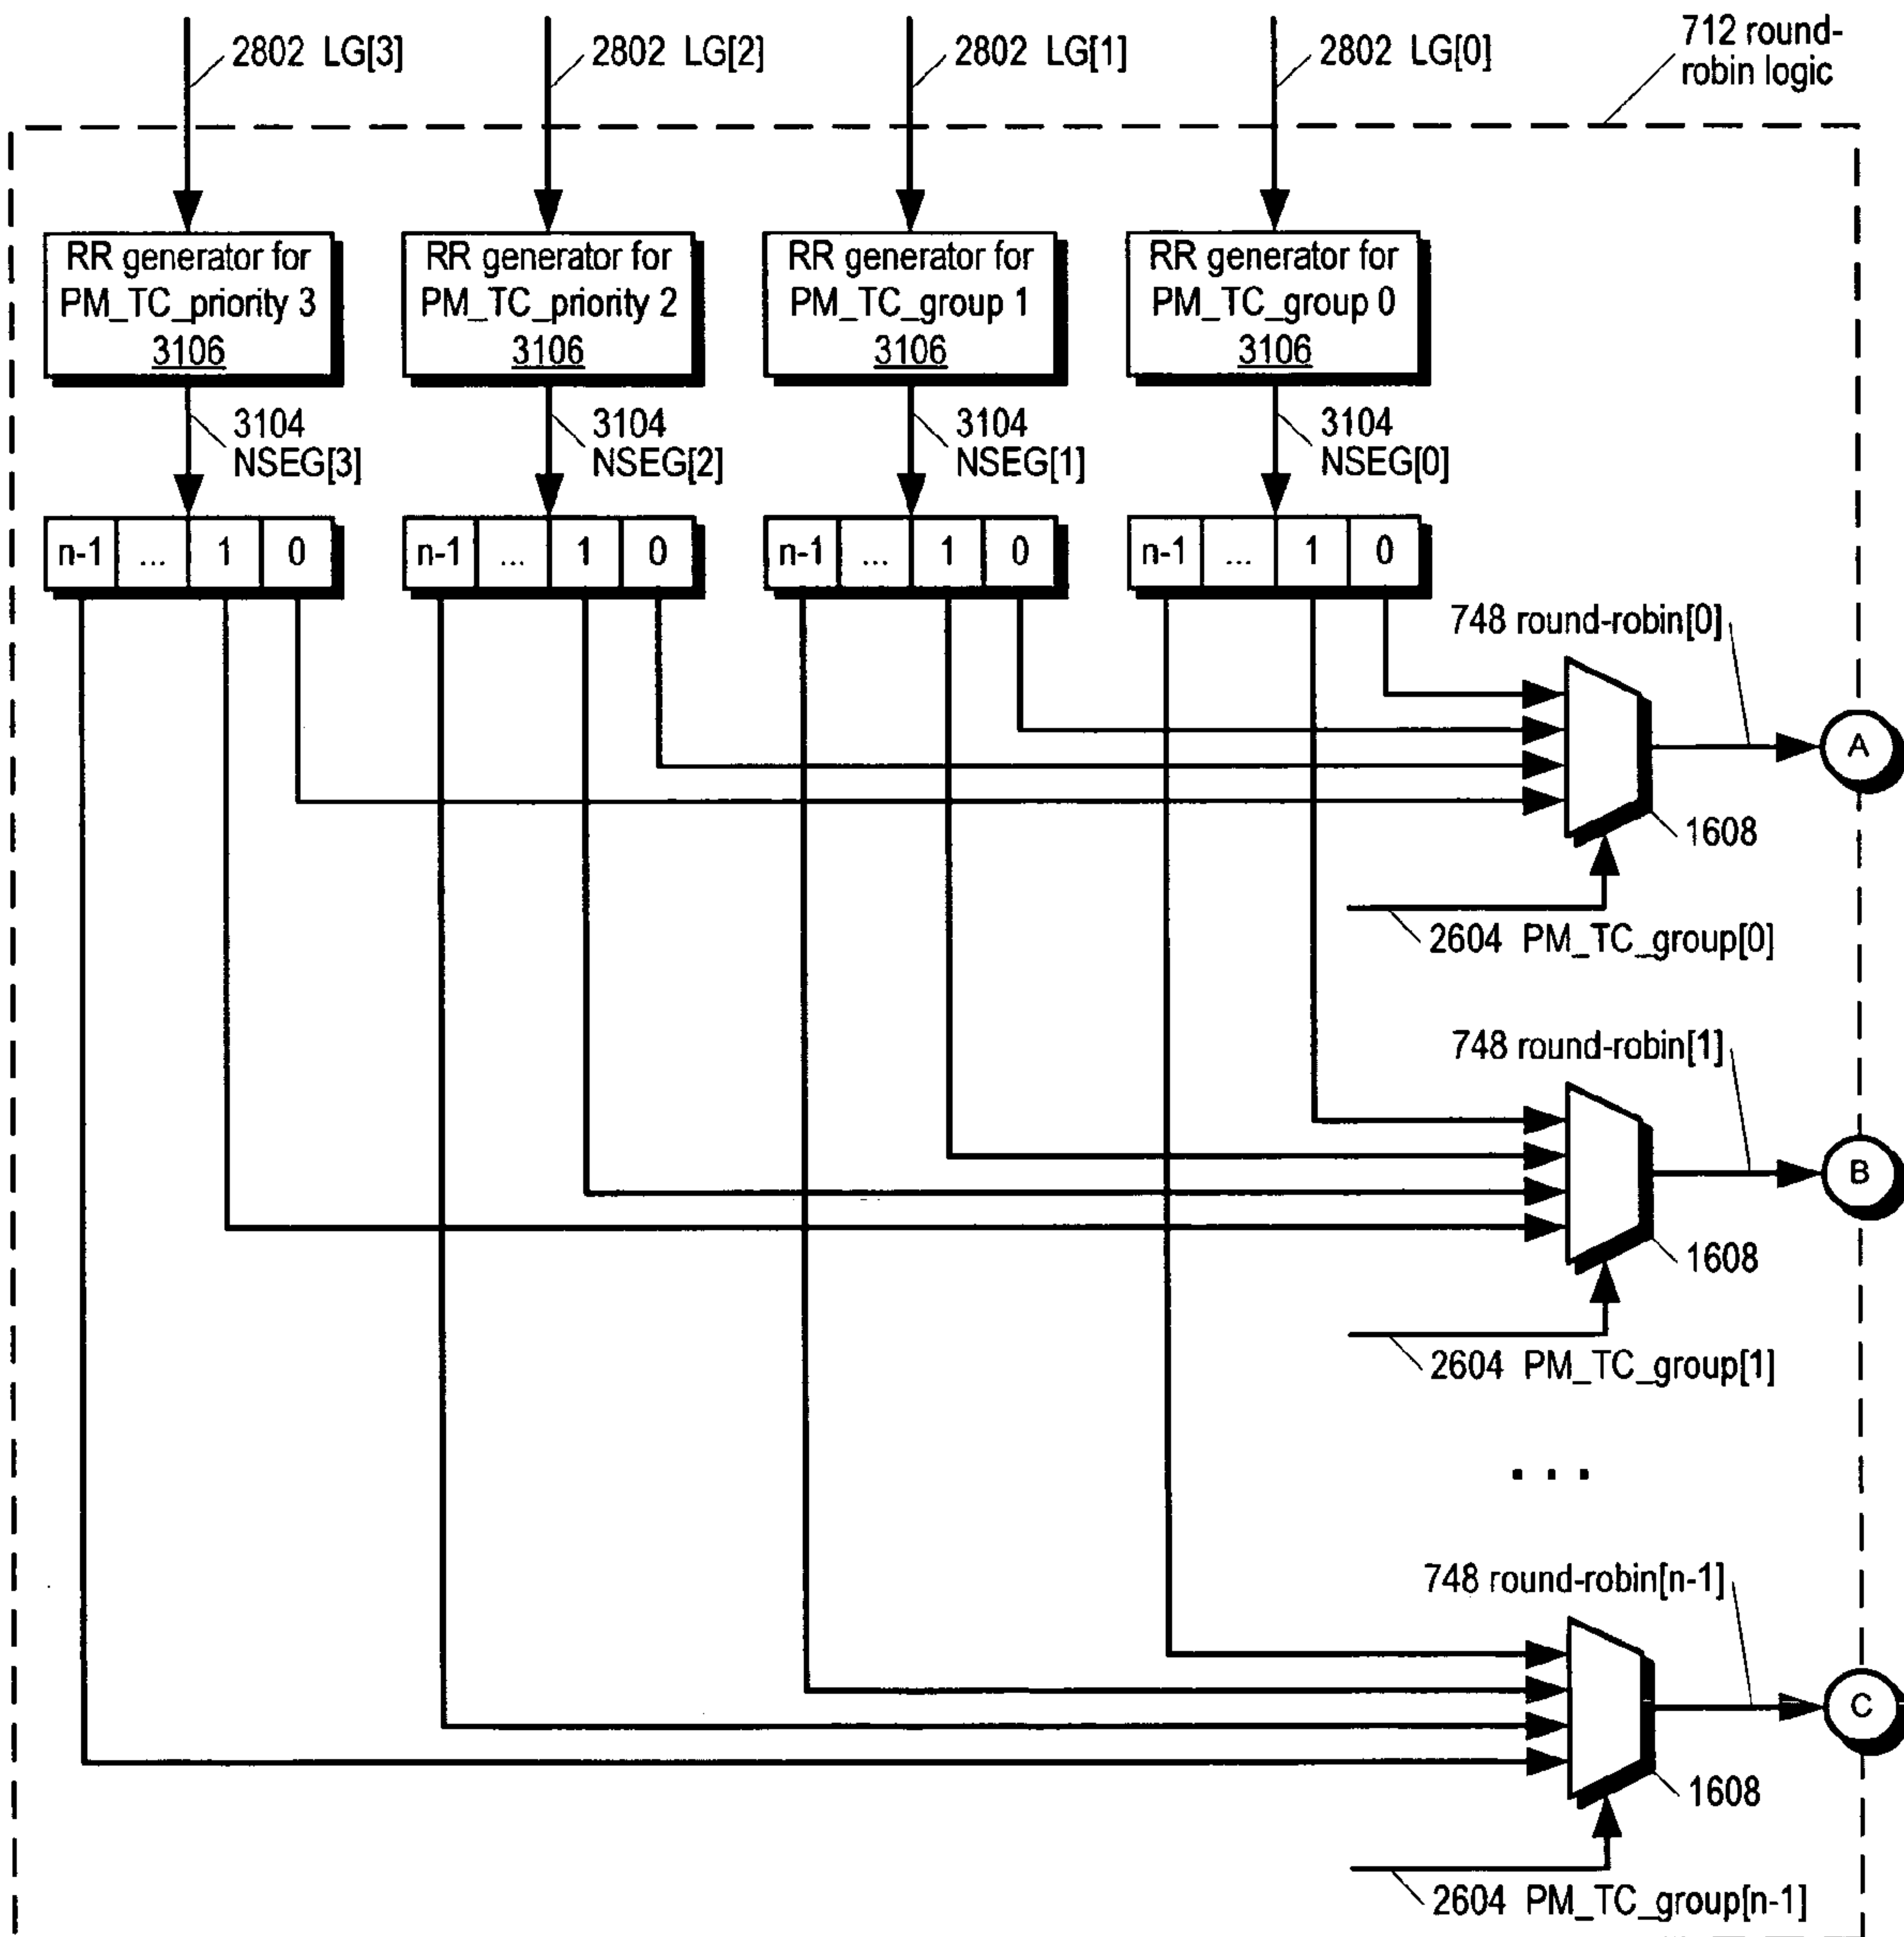 2802 LG[3]
2802 LG[2]
2802 LG[1]
2802 LG[0]
712 round-
robin logic
RR generator for
PM_TC_priority 3
3106
RR generator for
PM_TC_priority 2
3106
RR generator for
PM_TC_group 1
3106
RR generator for
PM_TC_group 0
3106
3104
NSEG[3]
3104
NSEG[2]
3104
NSEG[1]
3104
NSEG[0]
n-1 ... 1 0
n-1 ... 1 0
n-1 ... 1 0
n-1 ... 1 0
748 round-robin[0]
A
1608
2604 PM_TC_group[0]
748 round-robin[1]
B
1608
2604 PM_TC_group[1]
. . .
748 round-robin[n-1]
C
1608
2604 PM_TC_group[n-1]